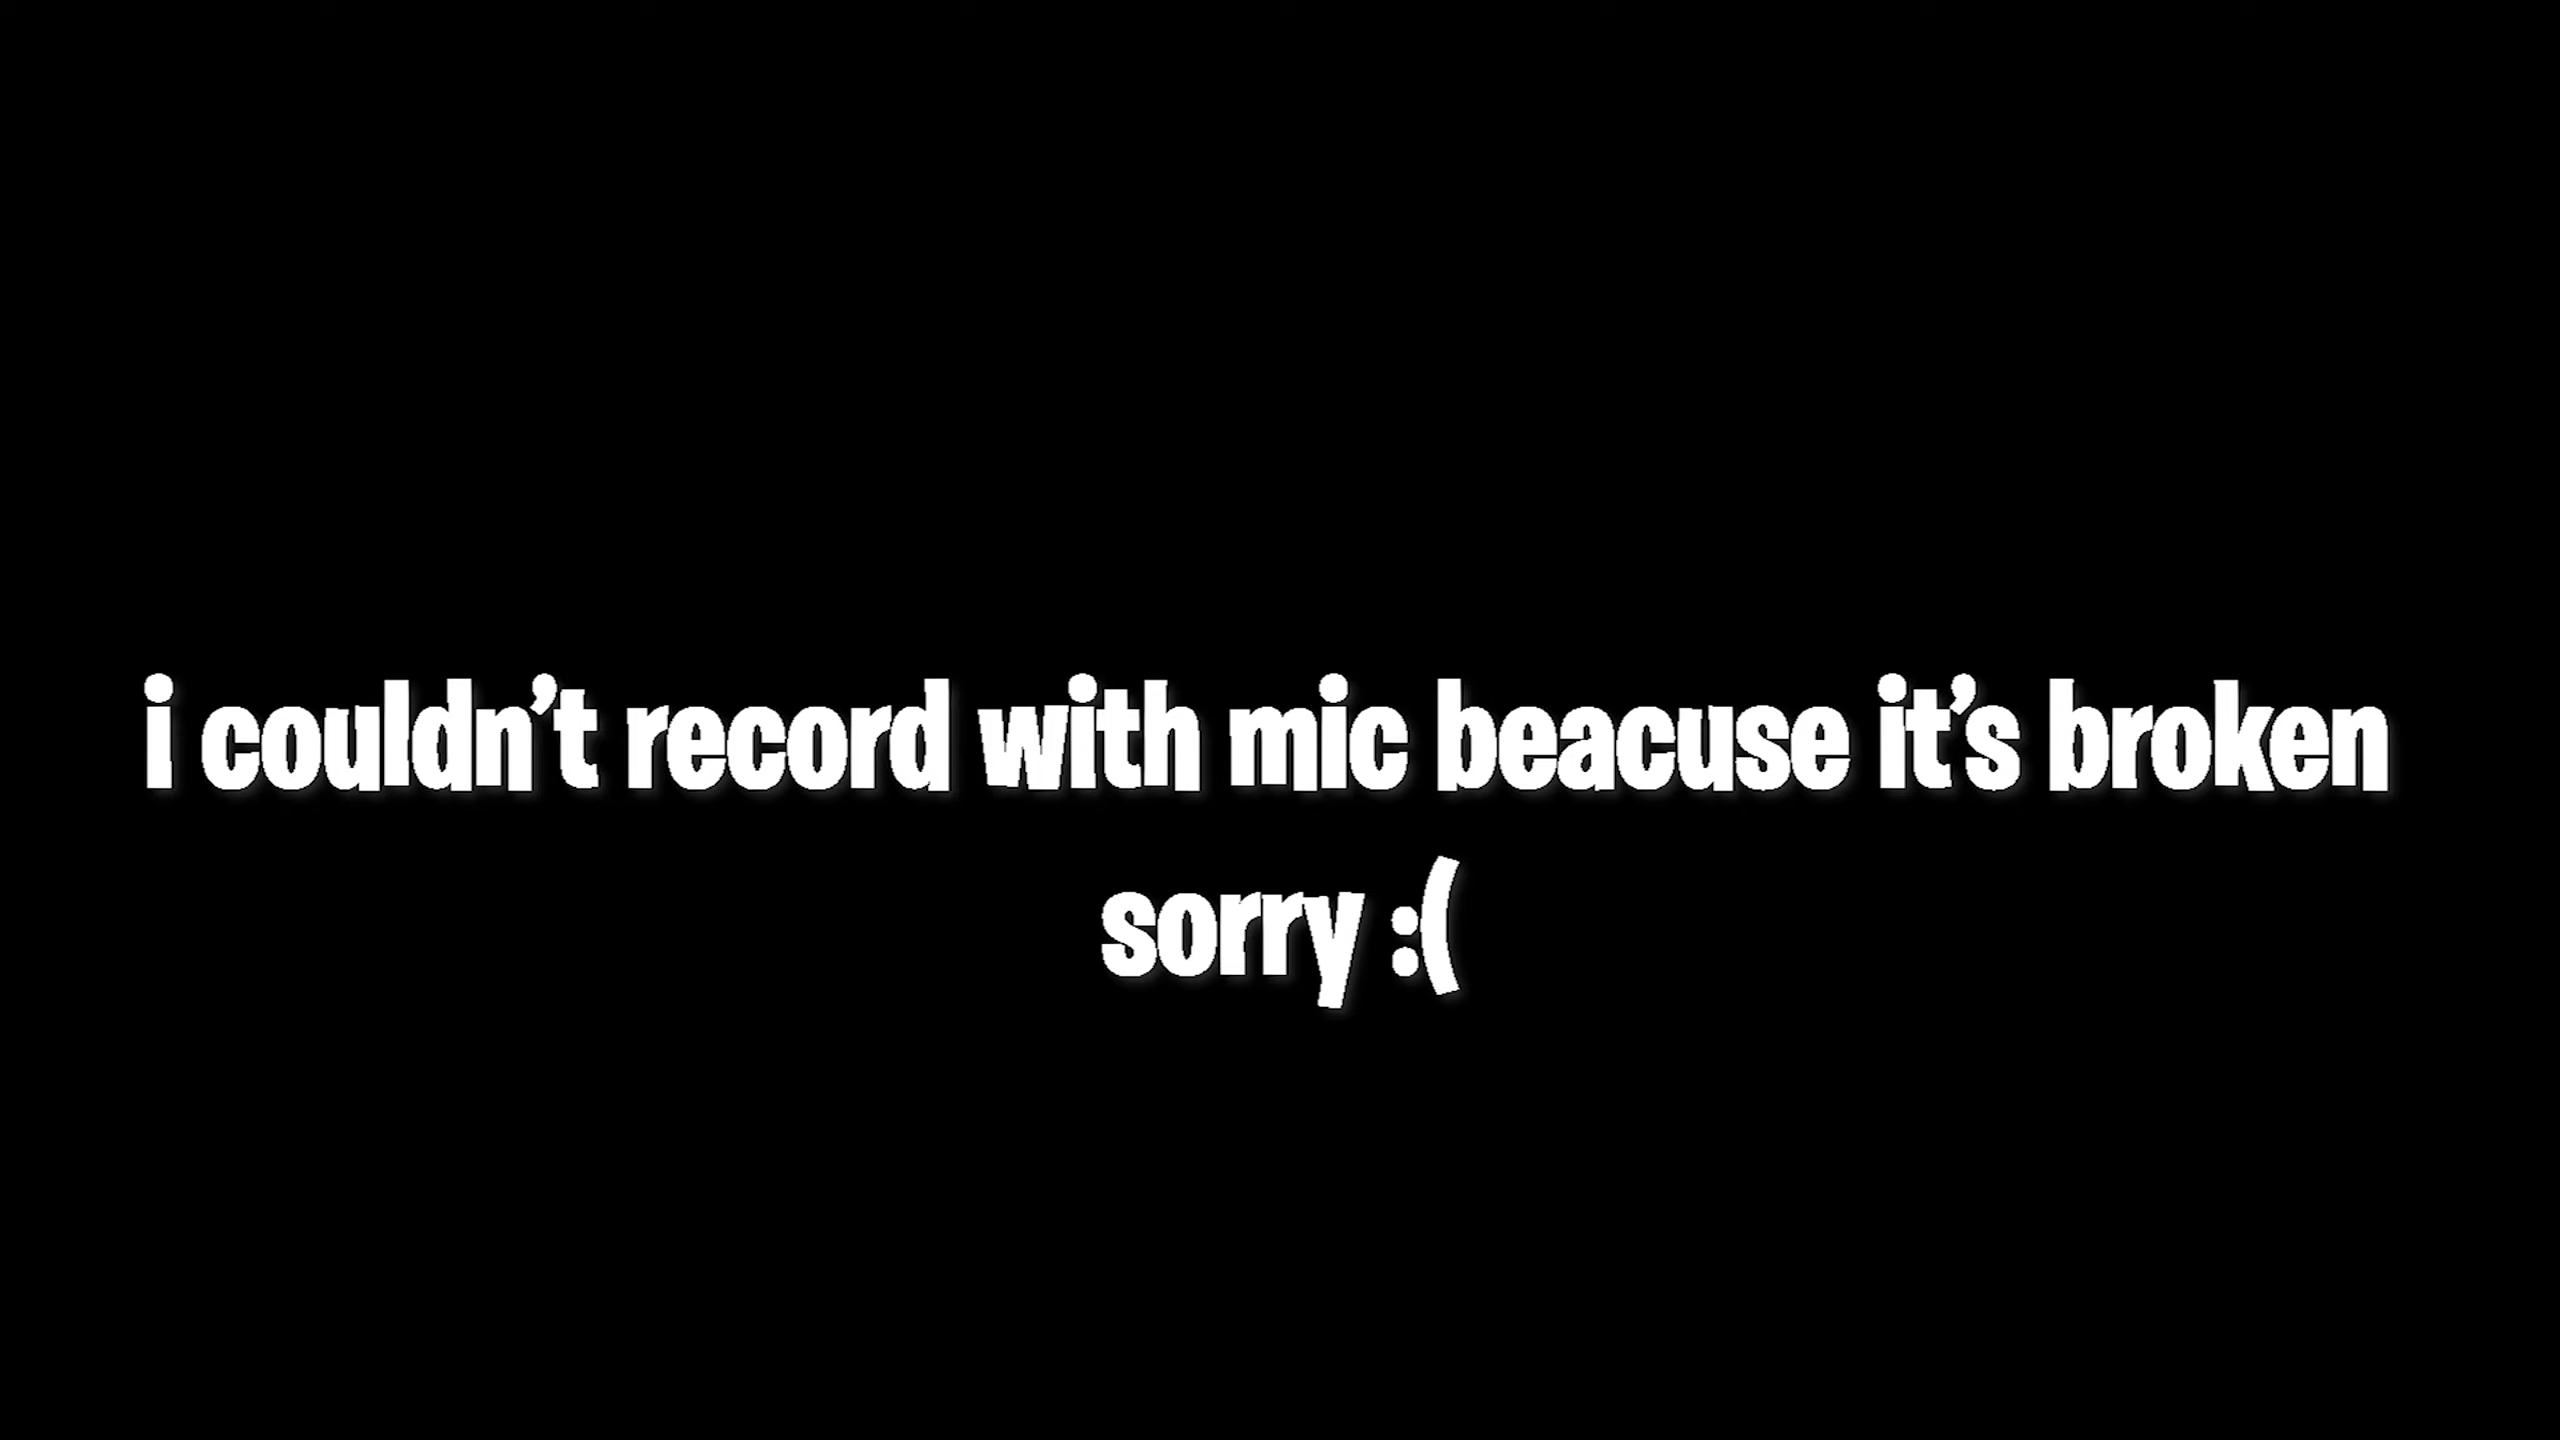 i couldn’t record with mic beacuse it’s broken
sorry :(